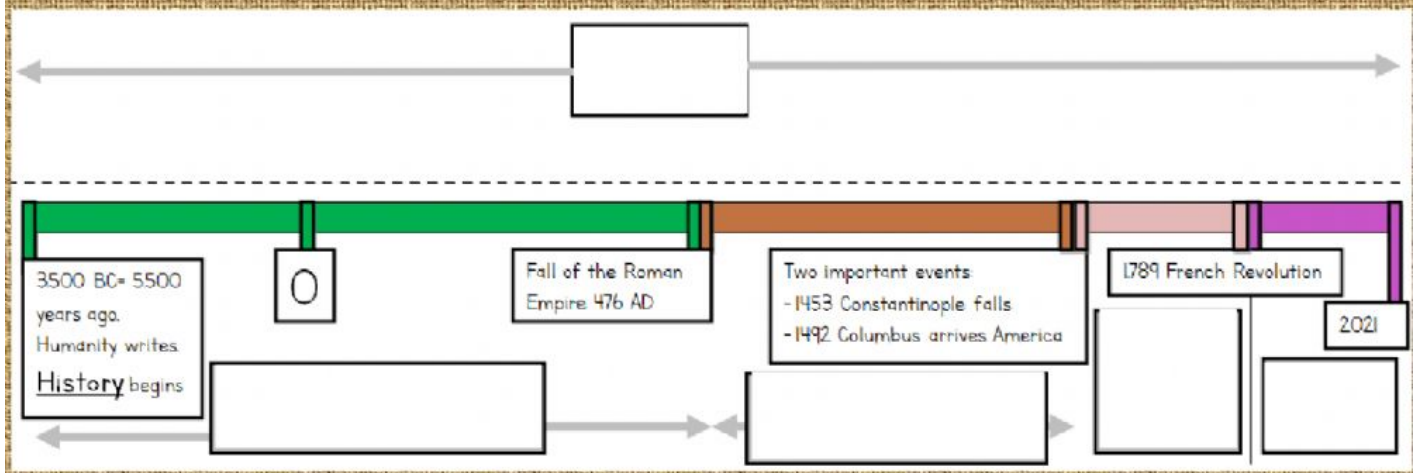 3500 BC= 5500
years ago.
Humanity writes.
History begins
0
Fall of the Roman
Empire 476 AD
Two important events
-1453 Constantinople falls
-1492 Columbus arrives America
1789 French Revolution
2021